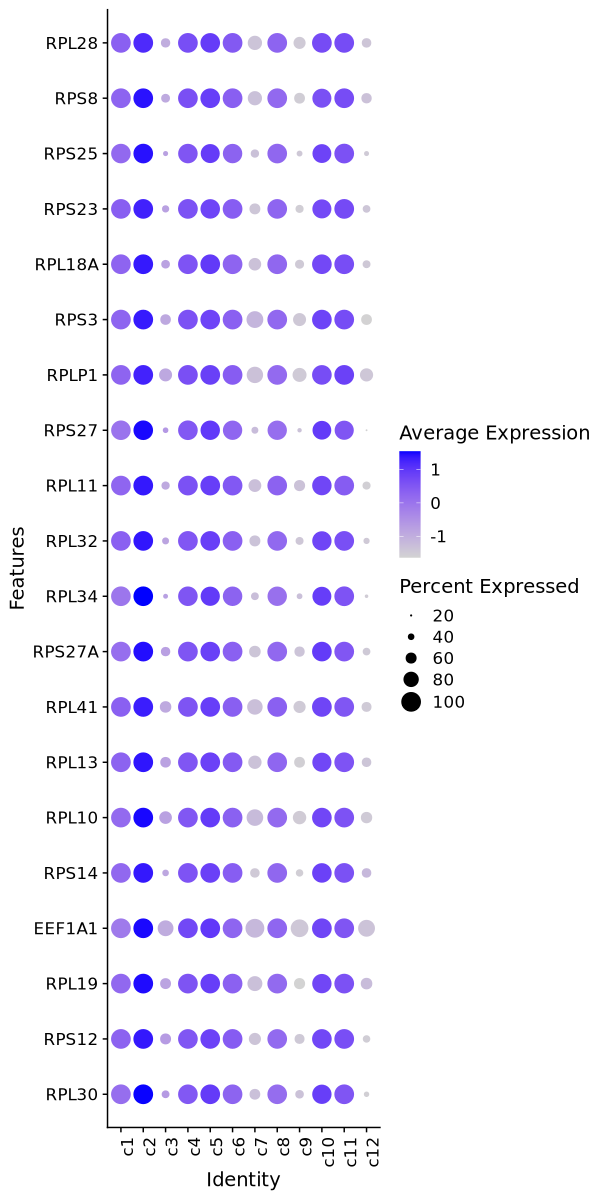 RPL28
RPS8
RPS25
RPS23
RPL18A
RPS3
RPLP1
RPS27
RPL11
RPL32
RPL34
RPS27A
RPL41
RPL13
RPL10
RPS14
EEF1A1
RPL19
RPS12
RPL30
Features
c1 c2 c3 c4 c5 c6 c7 c8 c9 c10 c11 c12
Identity
Average Expression
1
0
-1
Percent Expressed
20
40
60
80
100